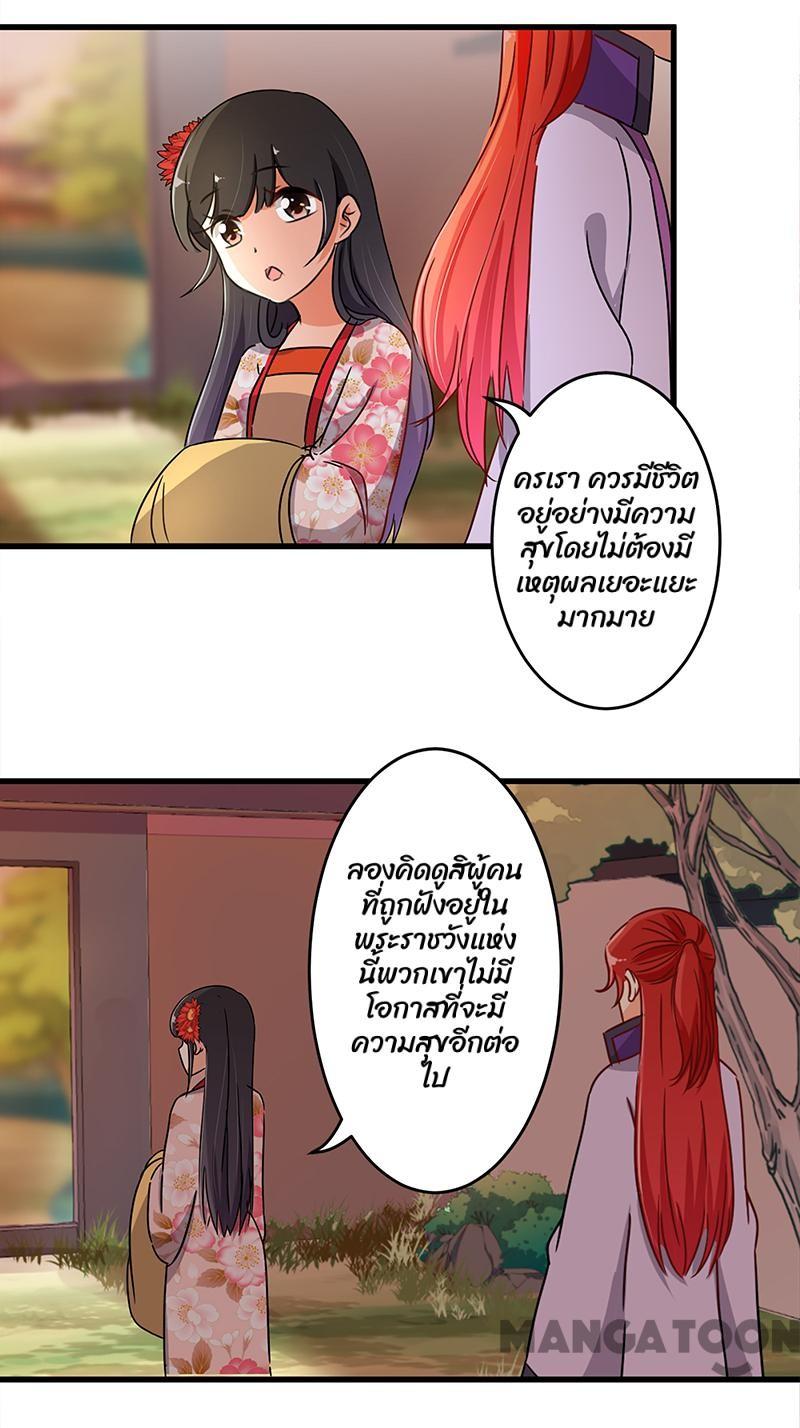 ครเรา ควรมีชีวิต
อยู่อย่างมีความ
สุขโดยไม่ต้องมี
เหตุผลเยอะแยะ
มากมาย
ลองคิดดูสิผู้คน
ที่ถูกฝังอยู่ใน
พระราชวังแห่ง
นี้พวกเขาไม่มี
โอกาสที่จะมี
ความสุขอีกต่อ
ไป
MANGATOON